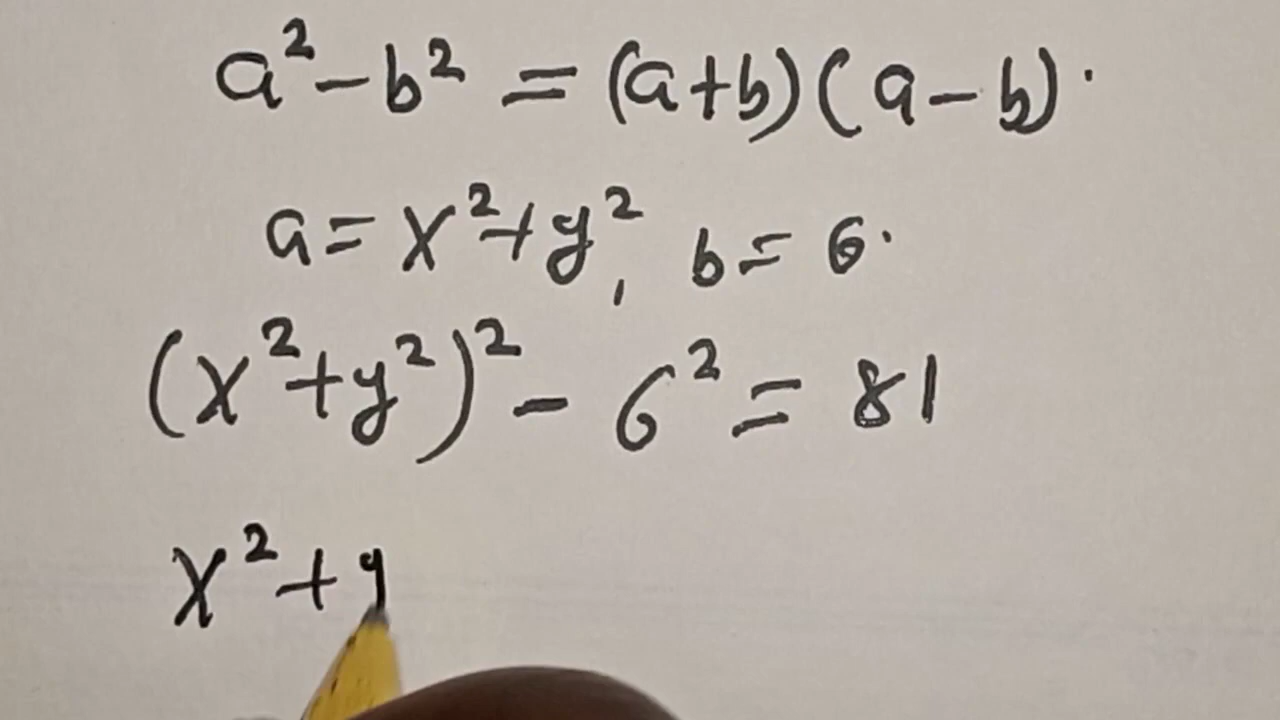 a² - b² = (a+b)(a-b).
a = x² + y², b = 6.
(x² + y²)² - 6² = 81
x² + y